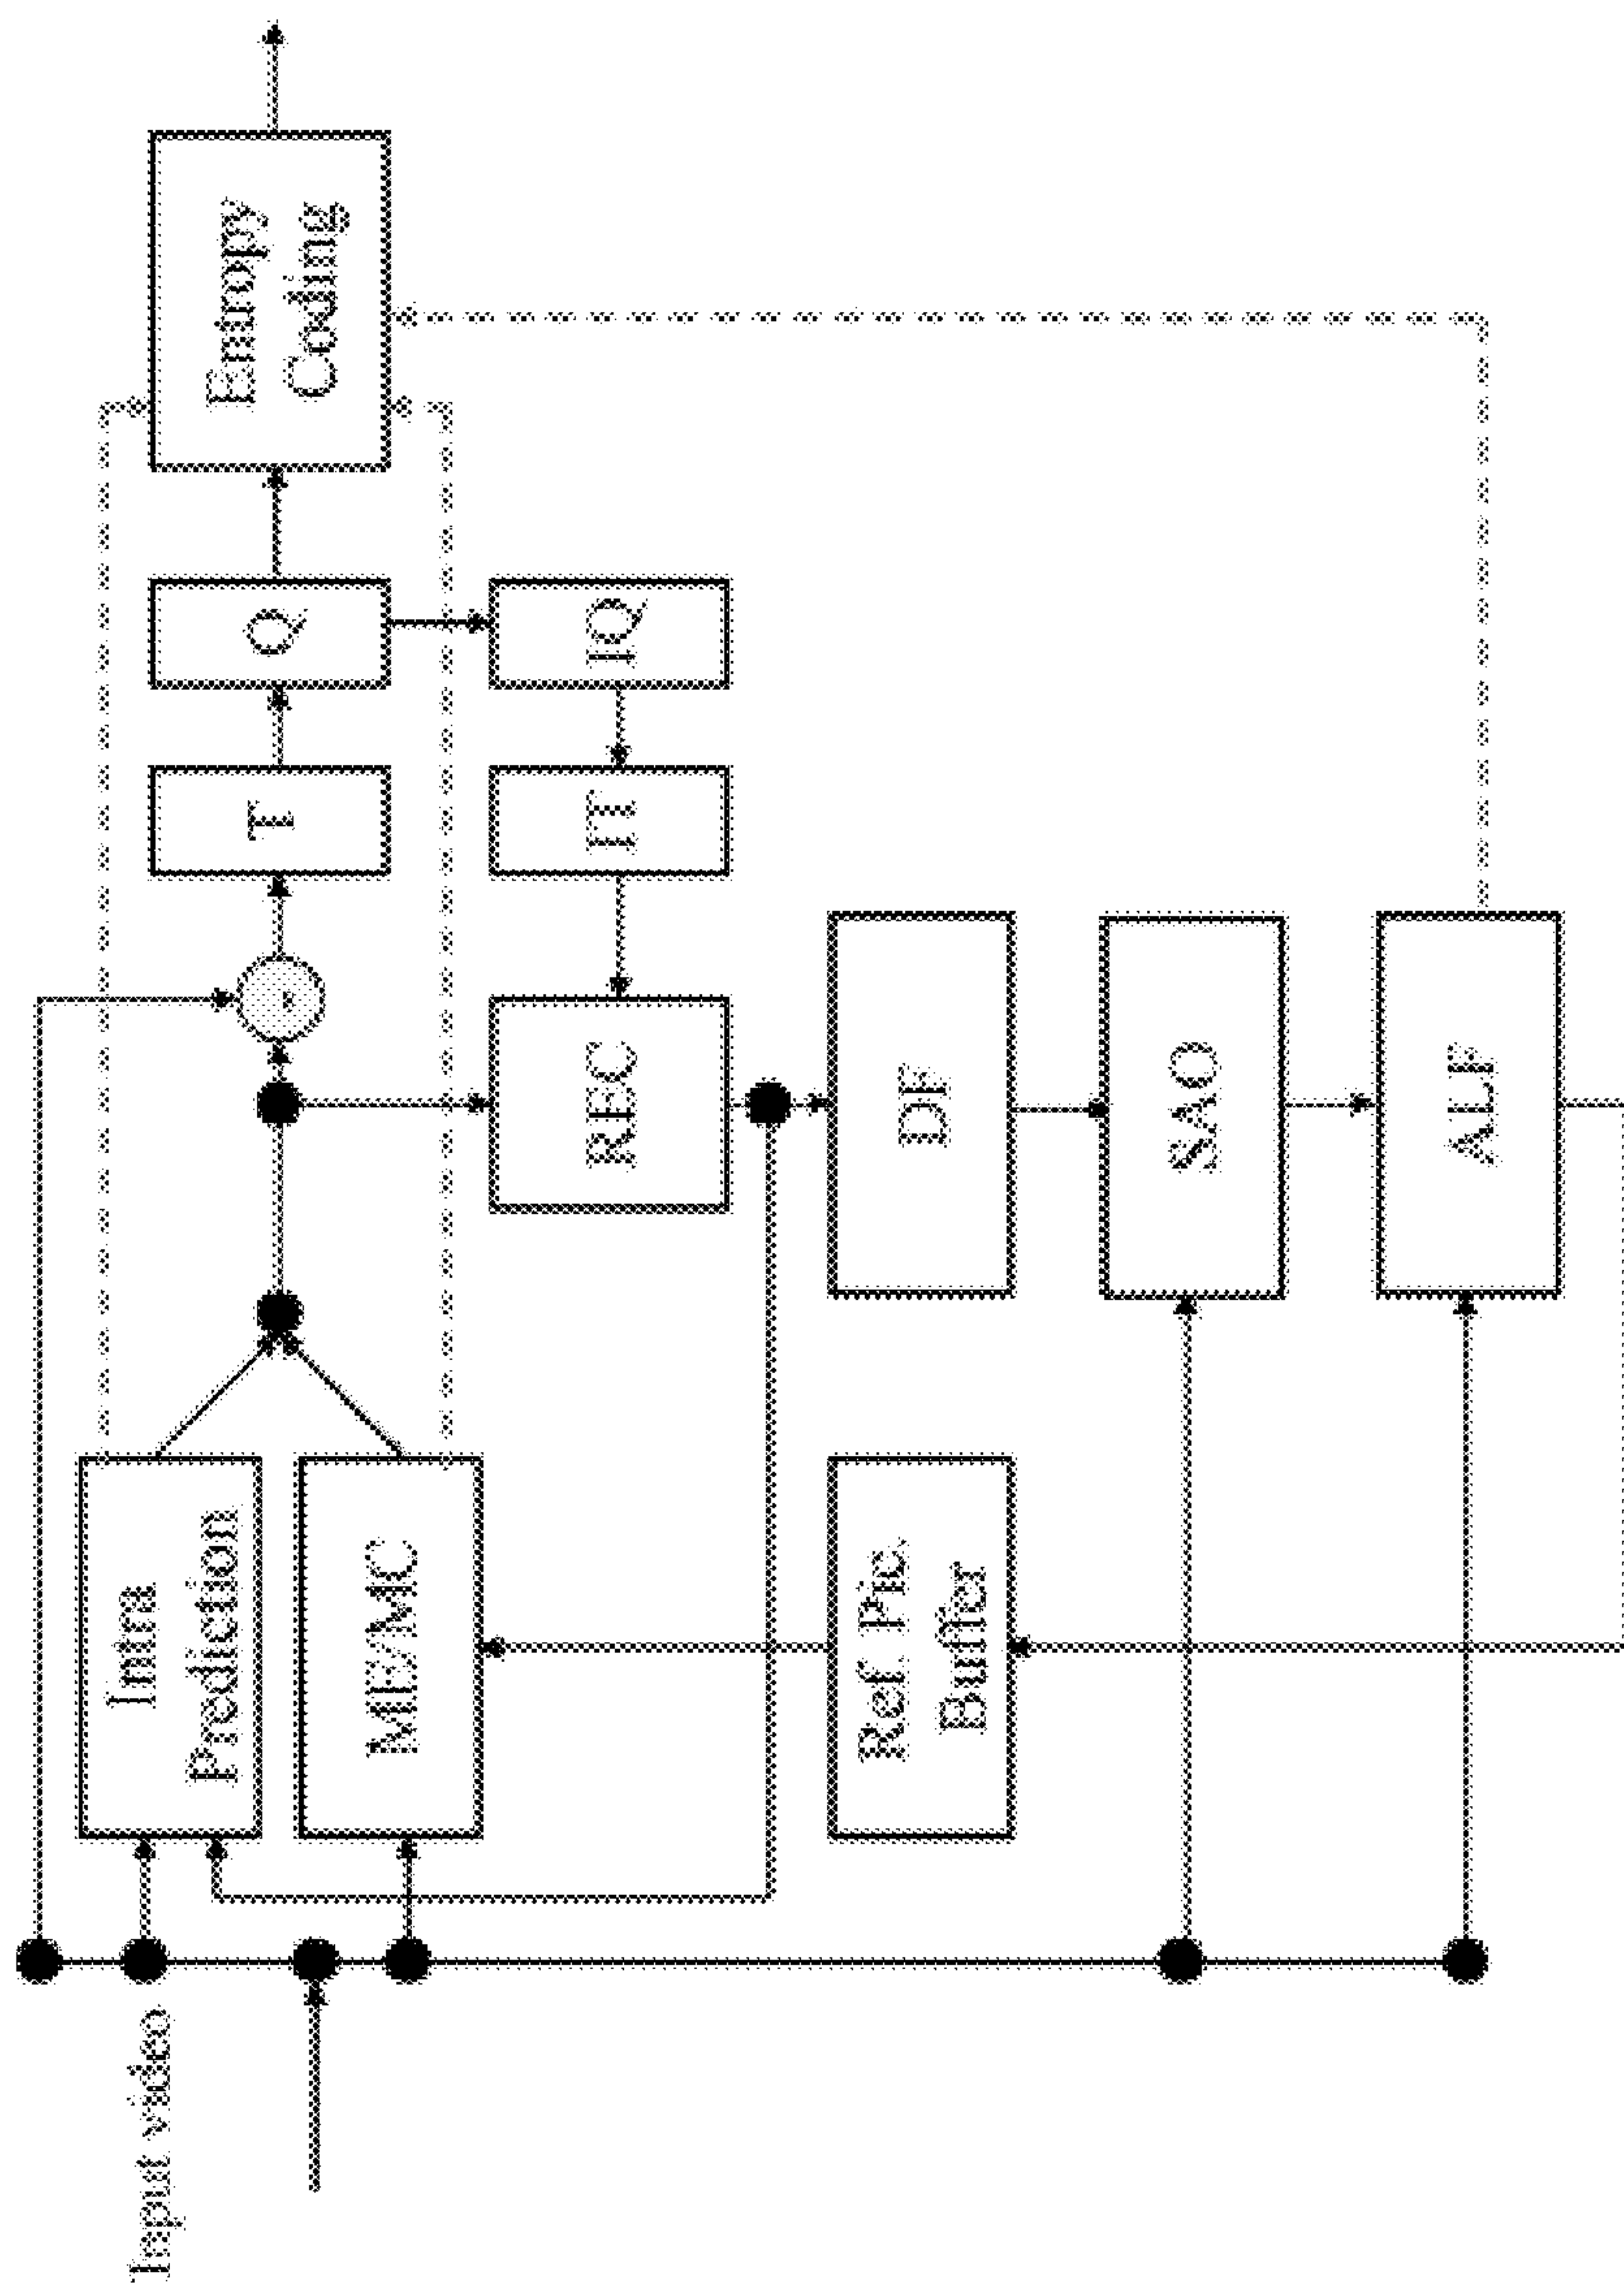 Input video
Intra
Prediction
ME/MC
-
T
Q
Entropy
Coding
REC
IT
IQ
Ref. Pic.
Buffer
DF
SAO
ALF